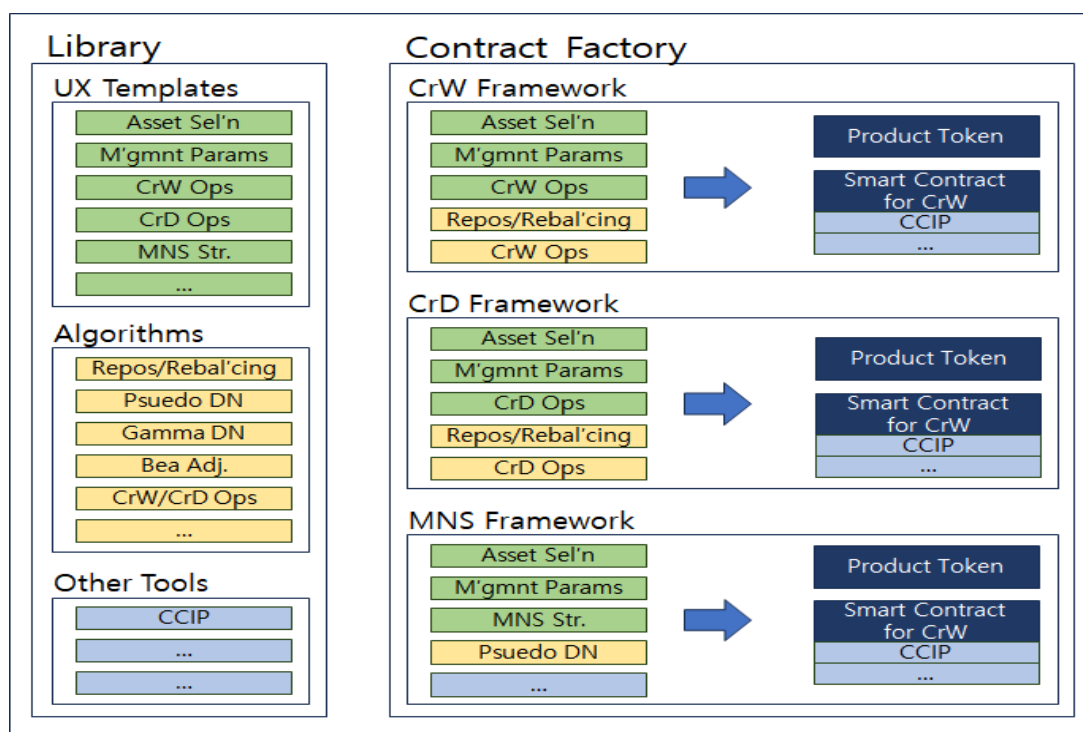 Library
UX Templates
Asset Sel'n
M'gmnt Params
CrW Ops
CrD Ops
MNS Str.
...
Algorithms
Repos/Rebal'cing
Psuedo DN
Gamma DN
Bea Adj.
CrW/CrD Ops
...
Other Tools
CCIP
...
...
Contract Factory
CrW Framework
Asset Sel'n
M'gmnt Params
CrW Ops
Repos/Rebal'cing
CrW Ops
Product Token
Smart Contract
for CrW
CCIP
...
CrD Framework
Asset Sel'n
M'gmnt Params
CrD Ops
Repos/Rebal'cing
CrD Ops
Product Token
Smart Contract
for CrW
CCIP
...
MNS Framework
Asset Sel'n
M'gmnt Params
MNS Str.
Psuedo DN
...
Product Token
Smart Contract
for CrW
CCIP
...